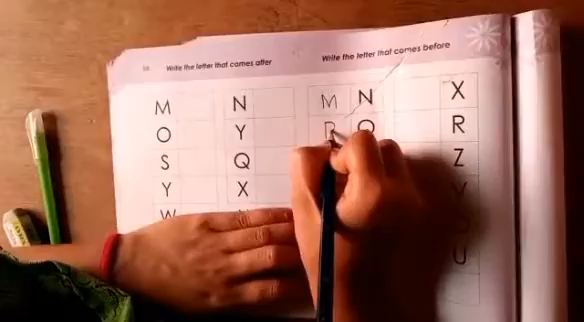 Write the letter that comes after
Write the letter that comes before
M N M N X
O Y P Q R
S Q Z
Y X Y
W
U